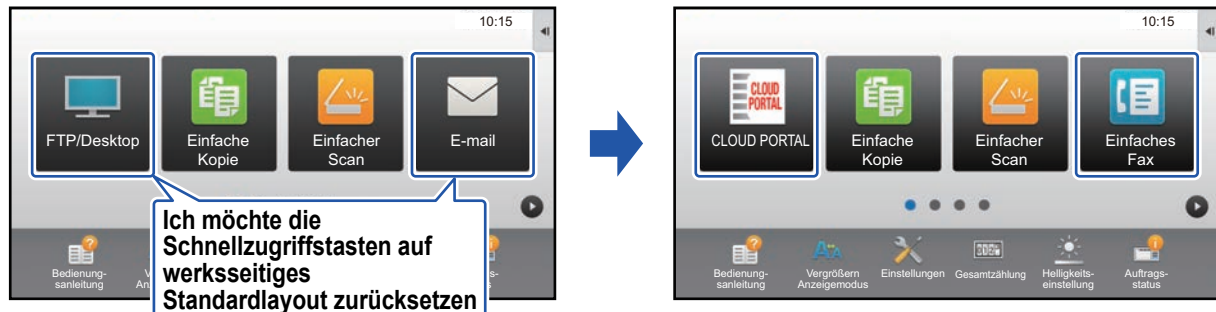 10:15
FTP/Desktop
Einfache
Kopie
Einfacher
Scan
E-mail
Ich möchte die
Schnellzugriffstasten auf
werksseitiges
Standardlayout zurücksetzen
Bedienung-
sanleitung
10:15
CLOUD
PORTAL
CLOUD PORTAL
Einfache
Kopie
Einfacher
Scan
Einfaches
Fax
Bedienung-
sanleitung
Vergrößern
Anzeigemodus
Einstellungen
Gesamtzählung
Helligkeits-
einstellung
Auftrags-
status